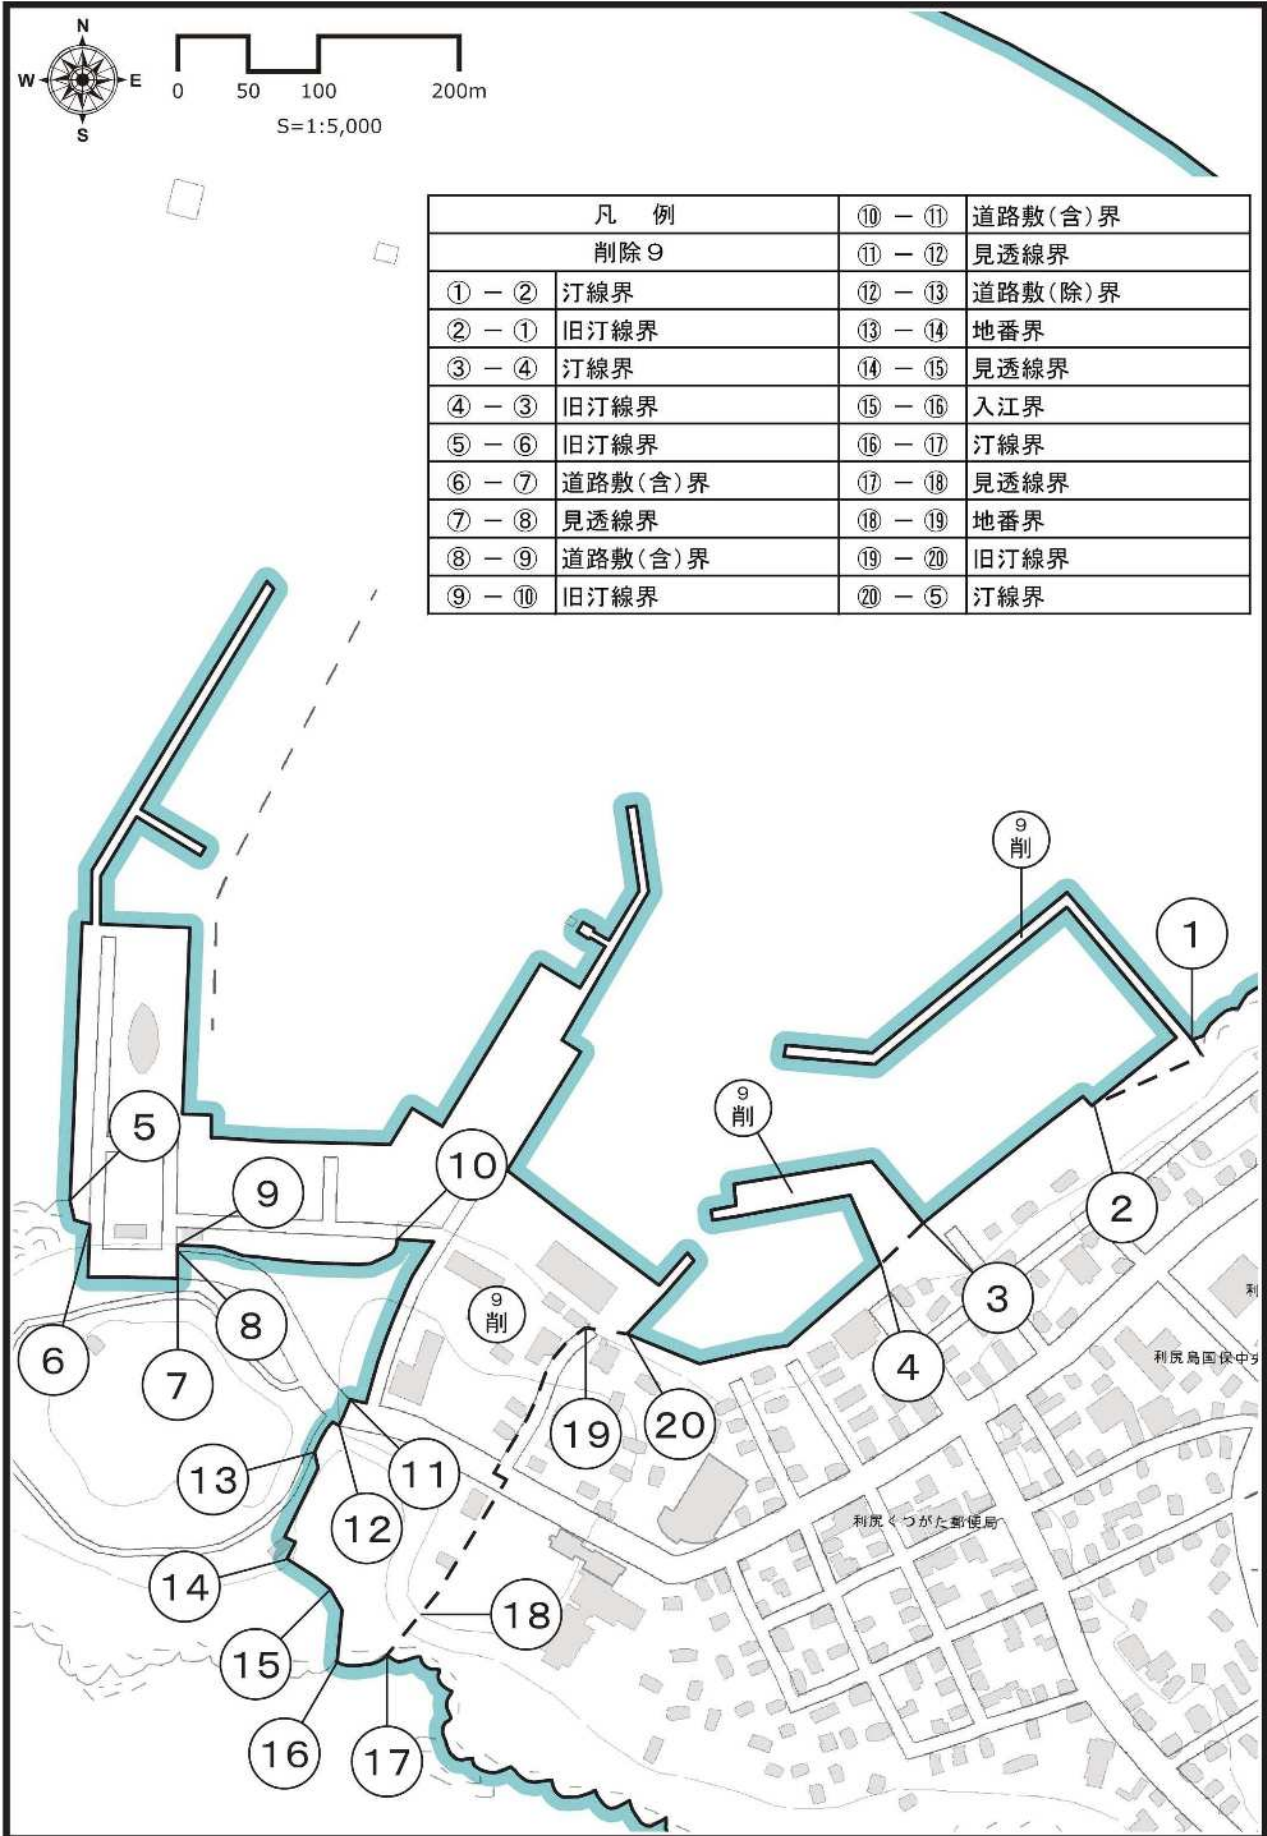 N
W E
S
0 50 100 200m
S=1:5,000
凡 例
削除9
①-② 汀線界
②-① 旧汀線界
③-④ 汀線界
④-③ 旧汀線界
⑤-⑥ 旧汀線界
⑥-⑦ 道路敷(含)界
⑦-⑧ 見透線界
⑧-⑨ 道路敷(含)界
⑨-⑩ 旧汀線界
⑩-⑪ 道路敷(含)界
⑪-⑫ 見透線界
⑫-⑬ 道路敷(除)界
⑬-⑭ 地番界
⑭-⑮ 見透線界
⑮-⑯ 入江界
⑯-⑰ 汀線界
⑰-⑱ 見透線界
⑱-⑲ 地番界
⑲-⑳ 旧汀線界
⑳-⑤ 汀線界
9
削
1
9
削
5
10
9
2
9
削
3
8
6
7
4
利
利尻島国保中央
19
20
13
11
12
利尻くつがた郵便局
14
18
15
16
17